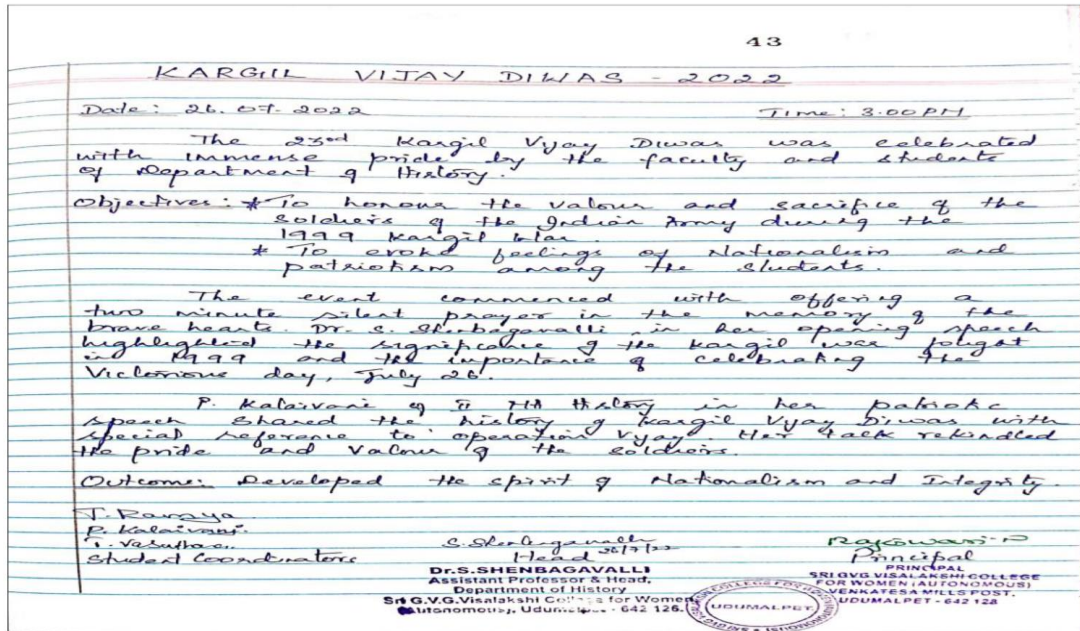 43
KARGIL VIJAY DIWAS - 2022
Date: 26.07.2022 Time: 3.00PM
The 23rd Kargil Vijay Diwas was celebrated
with immense pride by the faculty and students
of Department of History.
Objectives: * To honour the valour and sacrifice of the
soldiers of the Indian Army during the
1999 Kargil War.
* To evoke feelings of Nationalism and
patriotism among the students.
The event commenced with offering a
two minute silent prayer in the memory of the
brave hearts. Dr. S. Shenbagavalli, in her opening speech
highlighted the significance of the Kargil war fought
in 1999 and the importance of celebrating the
Victorious day, July 26.
P. Kalaivani of II MA History in her patriotic
speech shared the history of Kargil Vijay Diwas with
special reference to operation Vijay. Her talk rekindled
the pride and valour of the soldiers.
Outcome: Developed the spirit of Nationalism and Integrity.
T. Ramya
P. Kalaivani
Student Coordinators
S. Shenbagavalli 26/7/22
Head
Dr.S.SHENBAGAVALLI
Assistant Professor & Head,
Department of History
Sri G.V.G.Visalakshi College for Women
Autonomous), Udumalpet - 642 126.
UDUMALPET
Principal
PRINCIPAL
SRI GVG VISALAKSHI COLLEGE
FOR WOMEN (AUTONOMOUS)
VENKATESA MILLS POST.
UDUMALPET - 642 128